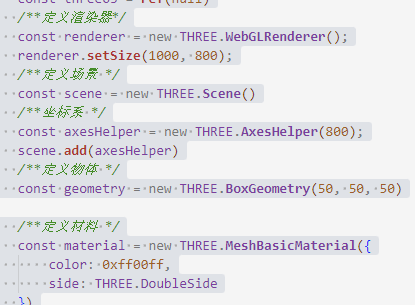 const threeUs = ref(null)
/**定义渲染器*/
const renderer = new THREE.WebGLRenderer();
renderer.setSize(1000, 800);
/**定义场景 */
const scene = new THREE.Scene()
/**坐标系 */
const axesHelper = new THREE.AxesHelper(800);
scene.add(axesHelper)
/**定义物体 */
const geometry = new THREE.BoxGeometry(50, 50, 50)
/**定义材料 */
const material = new THREE.MeshBasicMaterial({
color: 0xff00ff,
side: THREE.DoubleSide
})